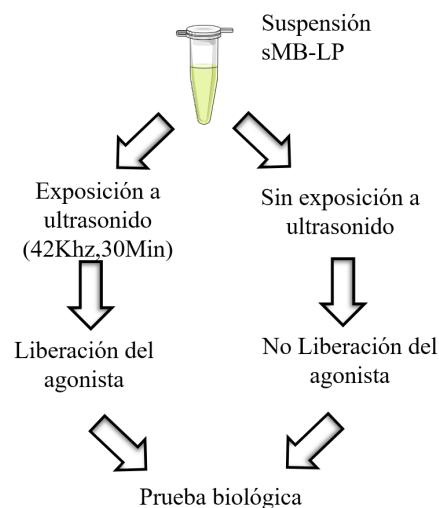 Suspensión
sMB-LP
Exposición a
ultrasonido
(42Khz,30Min)
Sin exposición a
ultrasonido
Liberación del
agonista
No Liberación del
agonista
Prueba biológica